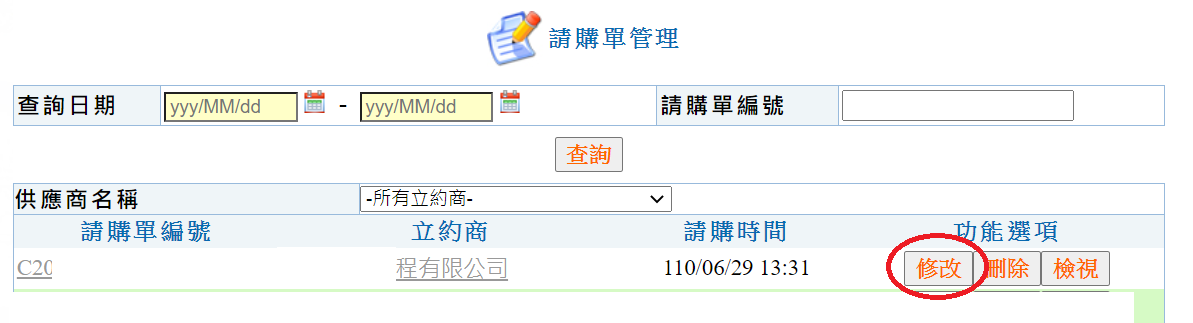 請購單管理
查詢日期 yyy/MM/dd - yyy/MM/dd 請購單編號
查詢
供應商名稱 -所有立約商-
請購單編號 立約商 請購時間 功能選項
C20 程有限公司 110/06/29 13:31 修改 刪除 檢視